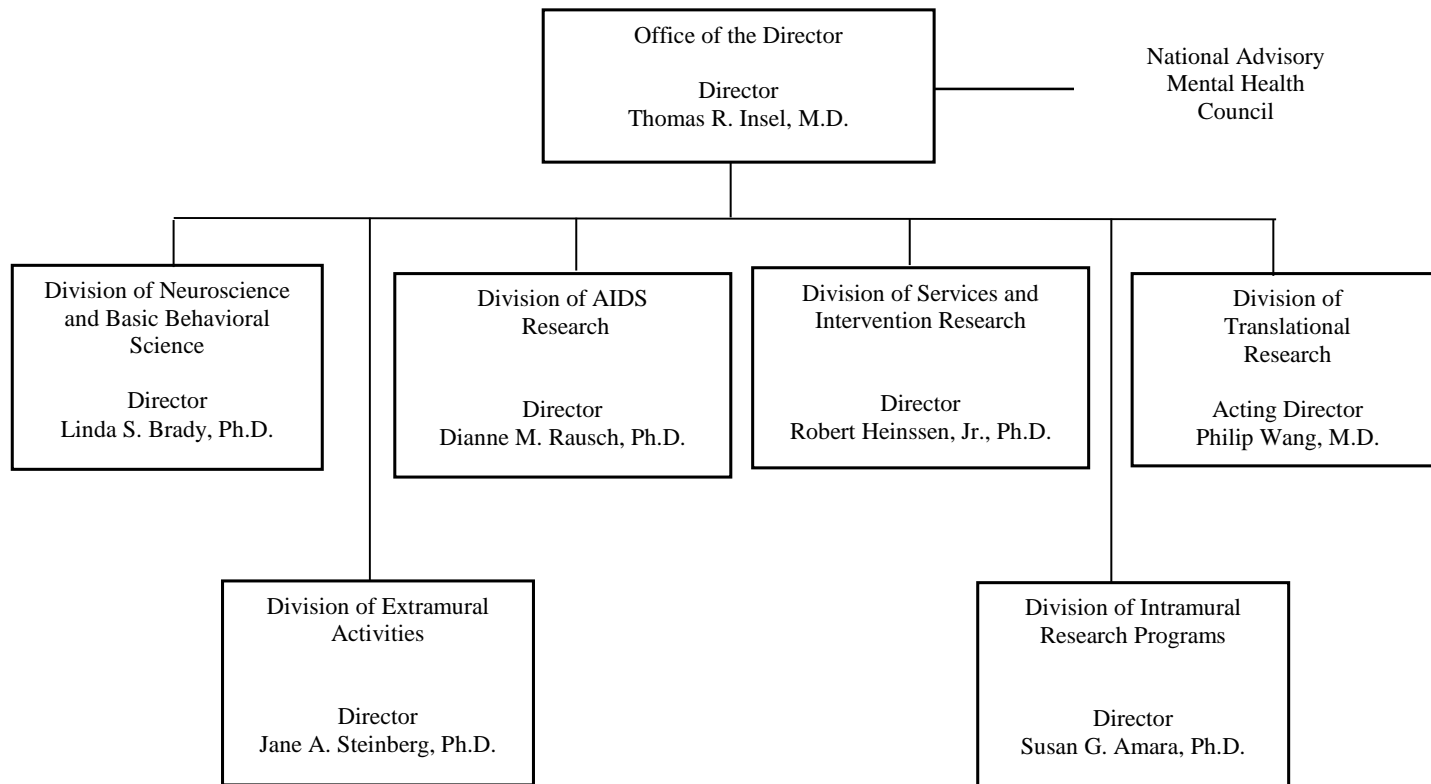 Office of the Director
Director
Thomas R. Insel, M.D.
National Advisory
Mental Health
Council
Division of Neuroscience
and Basic Behavioral
Science
Director
Linda S. Brady, Ph.D.
Division of AIDS
Research
Director
Dianne M. Rausch, Ph.D.
Division of Services and
Intervention Research
Director
Robert Heinssen, Jr., Ph.D.
Division of
Translational
Research
Acting Director
Philip Wang, M.D.
Division of Extramural
Activities
Director
Jane A. Steinberg, Ph.D.
Division of Intramural
Research Programs
Director
Susan G. Amara, Ph.D.